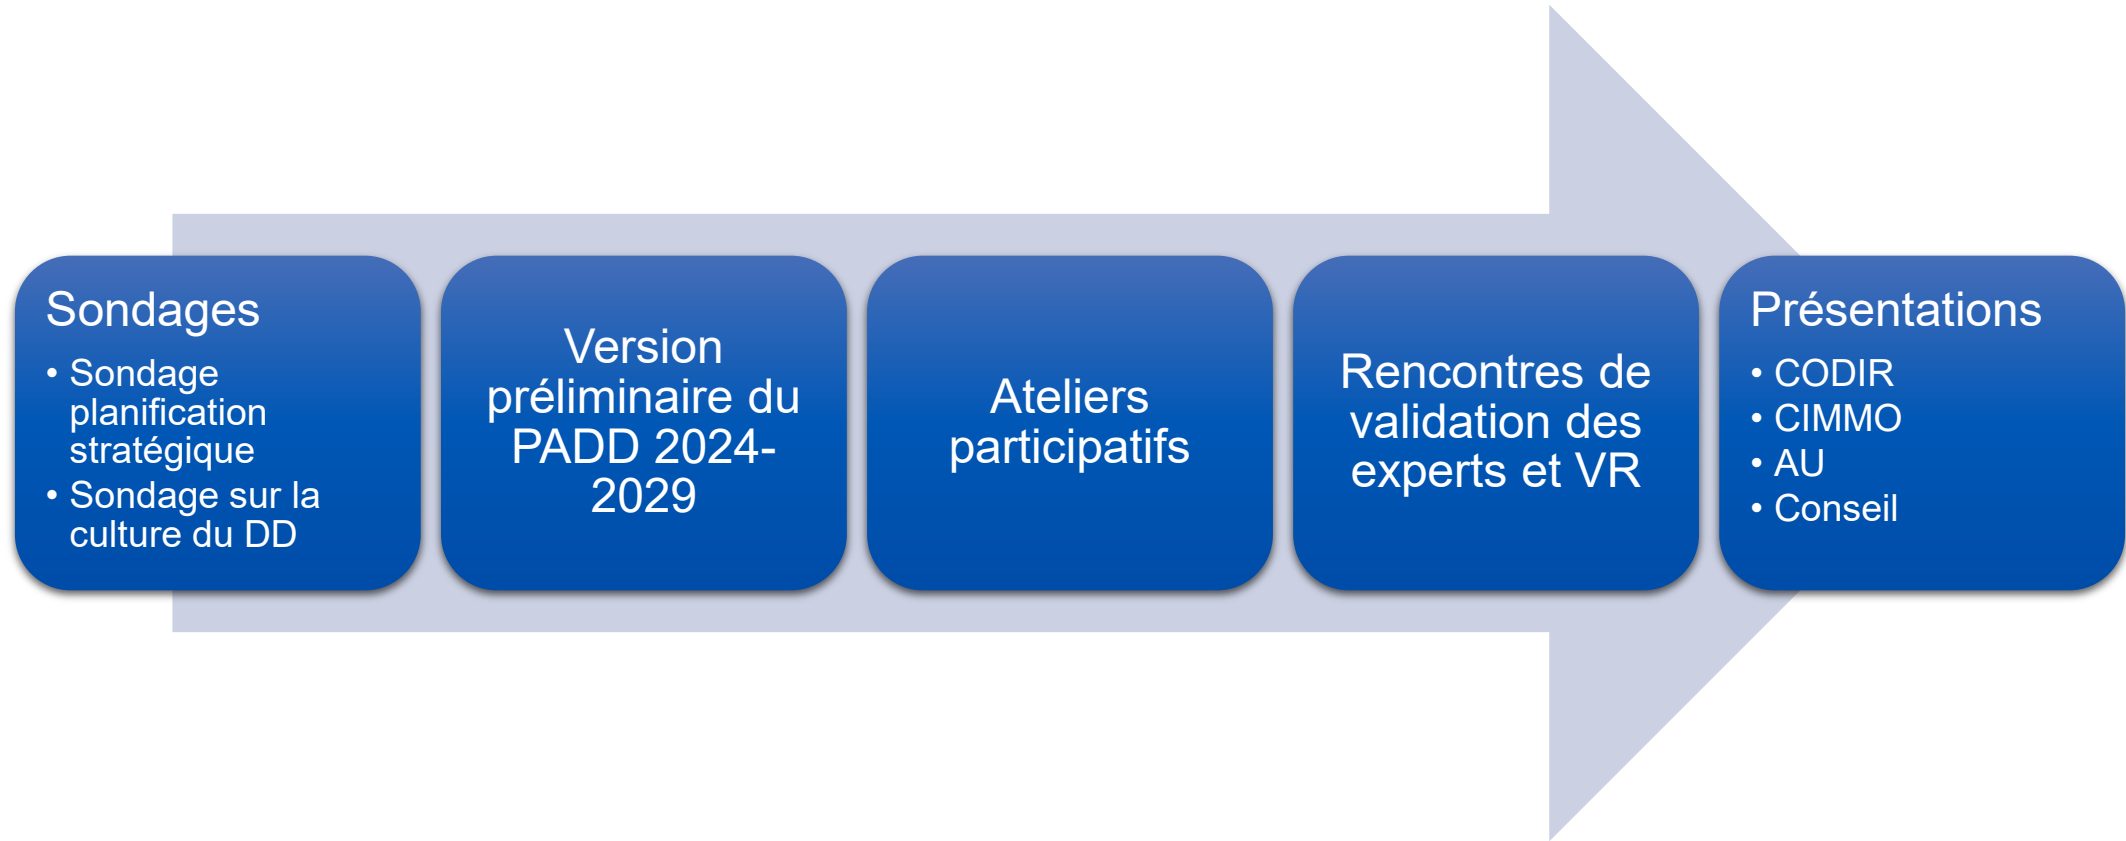 Sondages
• Sondage
planification
stratégique
• Sondage sur la
culture du DD
Version
préliminaire du
PADD 2024-
2029
Ateliers
participatifs
Rencontres de
validation des
experts et VR
Présentations
• CODIR
• CIMMO
• AU
• Conseil